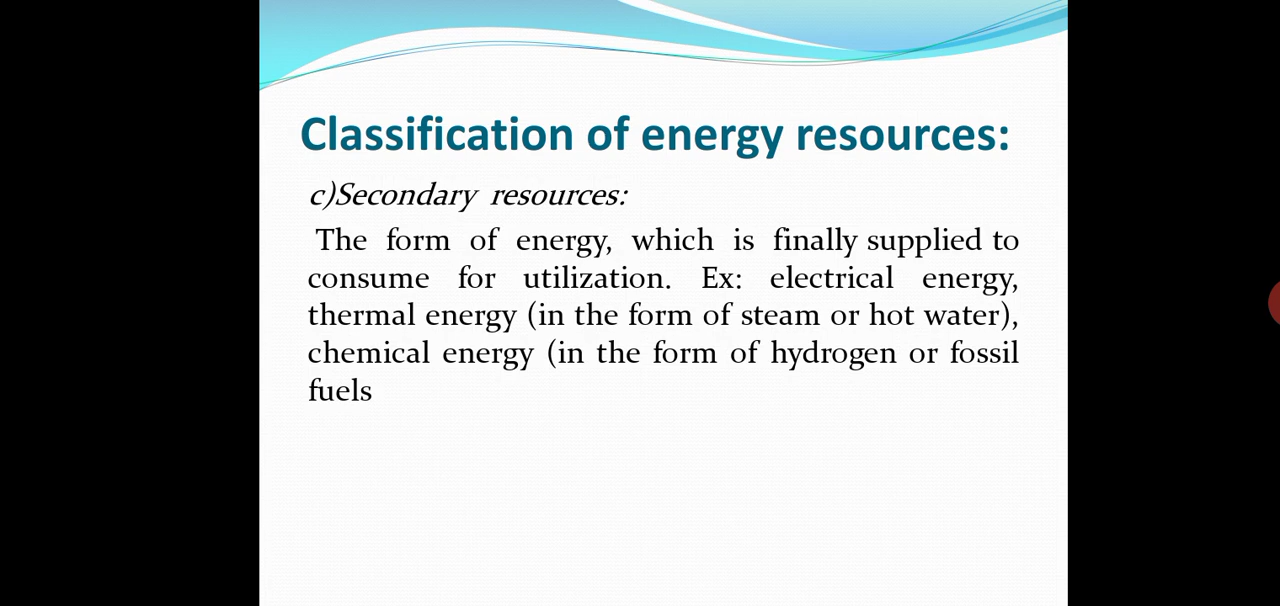 Classification of energy resources:
c)Secondary resources:
The form of energy, which is finally supplied to
consume for utilization. Ex: electrical energy,
thermal energy (in the form of steam or hot water),
chemical energy (in the form of hydrogen or fossil
fuels